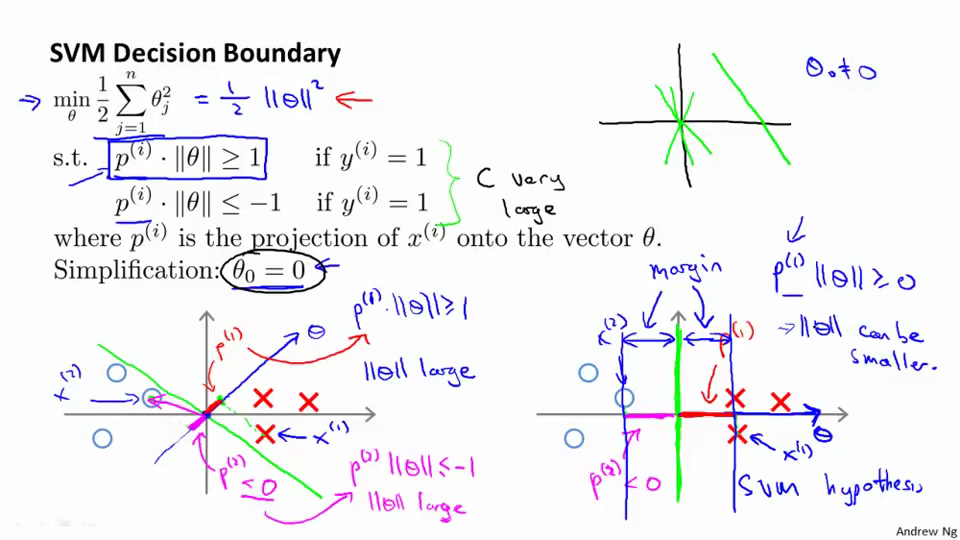 SVM Decision Boundary
→ min_θ 1/2 ∑_{j=1}^{n} θ_j^2 = 1/2 ||θ||^2 ←
θ₀ ≠ 0
s.t. p^(i) · ‖θ‖ ≥ 1 if y^(i) = 1
p^(i) · ‖θ‖ ≤ −1 if y^(i) = 1
C very
large
where p^(i) is the projection of x^(i) onto the vector θ.
Simplification: θ₀ = 0 ←
p^(1) · ||θ|| ≥ 1
θ
p^(1)
||θ|| large
x^(2)
x^(1)
p^(2) ||θ|| ≤ -1
p^(2)
< 0
||θ|| large
margin
p^(1) ||θ|| ≥ 0
→ ||θ|| can be
smaller.
x^(2)
p^(1)
θ
x^(1)
p^(2) < 0
SVM hypothesis
Andrew Ng